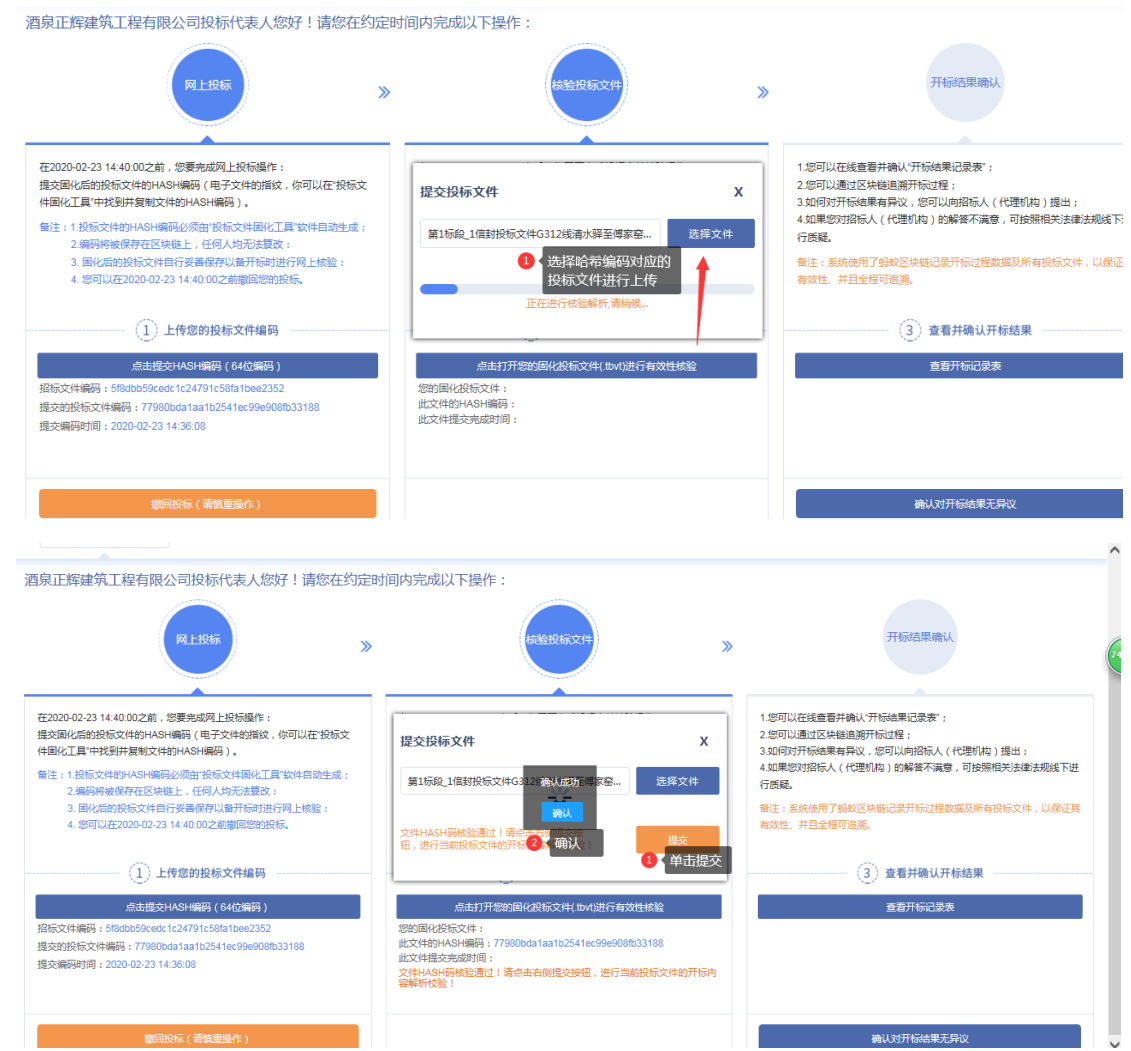 酒泉正辉建筑工程有限公司投标代表人您好！请您在约定时间内完成以下操作：
网上投标
核验投标文件
开标结果确认
在2020-02-23 14:40:00之前，您要完成网上投标操作：
提交固化后的投标文件的HASH编码（电子文件的指纹，你可以在“投标文
件固化工具”中找到并复制文件的HASH编码）。
备注：1.投标文件的HASH编码必须由“投标文件固化工具”软件自动生成；
2.编码将被保存在区块链上，任何人均无法篡改：
3. 固化后的投标文件自行妥善保存以备开标时进行网上核验：
4. 您可以在2020-02-23 14:40:00之前撤回您的投标。
1 上传您的投标文件编码
点击提交HASH编码（64位编码）
招标文件编码：5f8dbb59cedc1c24791c58fa1bee2352
提交的投标文件编码：77980bda1aa1b2541ec99e908fb33188
提交编码时间：2020-02-23 14:36:08
撤回投标（请慎重操作）
提交投标文件 X
第1标段_1信封投标文件G312线清水驿至傅家窑... 选择文件
1 选择哈希编码对应的
投标文件进行上传
正在进行核验解析,请稍候...
点击打开您的固化投标文件(.tbvt)进行有效性核验
您的固化投标文件：
此文件的HASH编码：
此文件提交完成时间：
1.您可以在线查看并确认“开标结果记录表”；
2.您可以通过区块链追溯开标过程；
3.如何对开标结果有异议，您可以向招标人（代理机构）提出；
4.如果您对招标人（代理机构）的解答不满意，可按照相关法律法规线下
行质疑。
备注：系统使用了蚂蚁区块链记录开标过程数据及所有投标文件，以保证
有效性、并且全程可追溯。
3 查看并确认开标结果
查看开标记录表
确认对开标结果无异议
酒泉正辉建筑工程有限公司投标代表人您好！请您在约定时间内完成以下操作：
网上投标
核验投标文件
开标结果确认
在2020-02-23 14:40:00之前，您要完成网上投标操作：
提交固化后的投标文件的HASH编码（电子文件的指纹，你可以在“投标文
件固化工具”中找到并复制文件的HASH编码）。
备注：1.投标文件的HASH编码必须由“投标文件固化工具”软件自动生成；
2.编码将被保存在区块链上，任何人均无法篡改：
3. 固化后的投标文件自行妥善保存以备开标时进行网上核验：
4. 您可以在2020-02-23 14:40:00之前撤回您的投标。
1 上传您的投标文件编码
点击提交HASH编码（64位编码）
招标文件编码：5f8dbb59cedc1c24791c58fa1bee2352
提交的投标文件编码：77980bda1aa1b2541ec99e908fb33188
提交编码时间：2020-02-23 14:36:08
撤回投标（请慎重操作）
提交投标文件 X
第1标段_1信封投标文件G312 傅家窑... 选择文件
确认成功
确认
文件HASH码核验通过！请点击右侧提交按
钮，进行当前投标文件的开标
2 确认
提交
1 单击提交
点击打开您的固化投标文件(.tbvt)进行有效性核验
您的固化投标文件：
此文件的HASH编码：77980bda1aa1b2541ec99e908fb33188
此文件提交完成时间：
文件HASH码核验通过！请点击右侧提交按钮，进行当前投标文件的开标内
容解析校验！
1.您可以在线查看并确认“开标结果记录表”；
2.您可以通过区块链追溯开标过程；
3.如何对开标结果有异议，您可以向招标人（代理机构）提出；
4.如果您对招标人（代理机构）的解答不满意，可按照相关法律法规线下进
行质疑。
备注：系统使用了蚂蚁区块链记录开标过程数据及所有投标文件，以保证其
有效性、并且全程可追溯。
3 查看并确认开标结果
查看开标记录表
确认对开标结果无异议
74